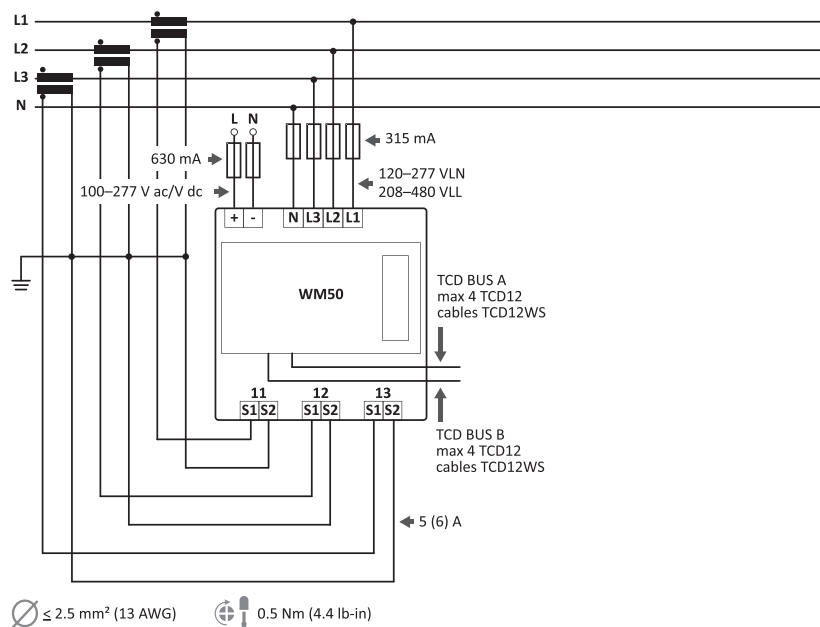 L1
L2
L3
N
L N
630 mA
315 mA
100–277 V ac/V dc
120–277 VLN
208–480 VLL
+ - N L3 L2 L1
WM50
TCD BUS A
max 4 TCD12
cables TCD12WS
11 12 13
S1 S2 S1 S2 S1 S2
TCD BUS B
max 4 TCD12
cables TCD12WS
5 (6) A
≤ 2.5 mm² (13 AWG)
0.5 Nm (4.4 lb-in)